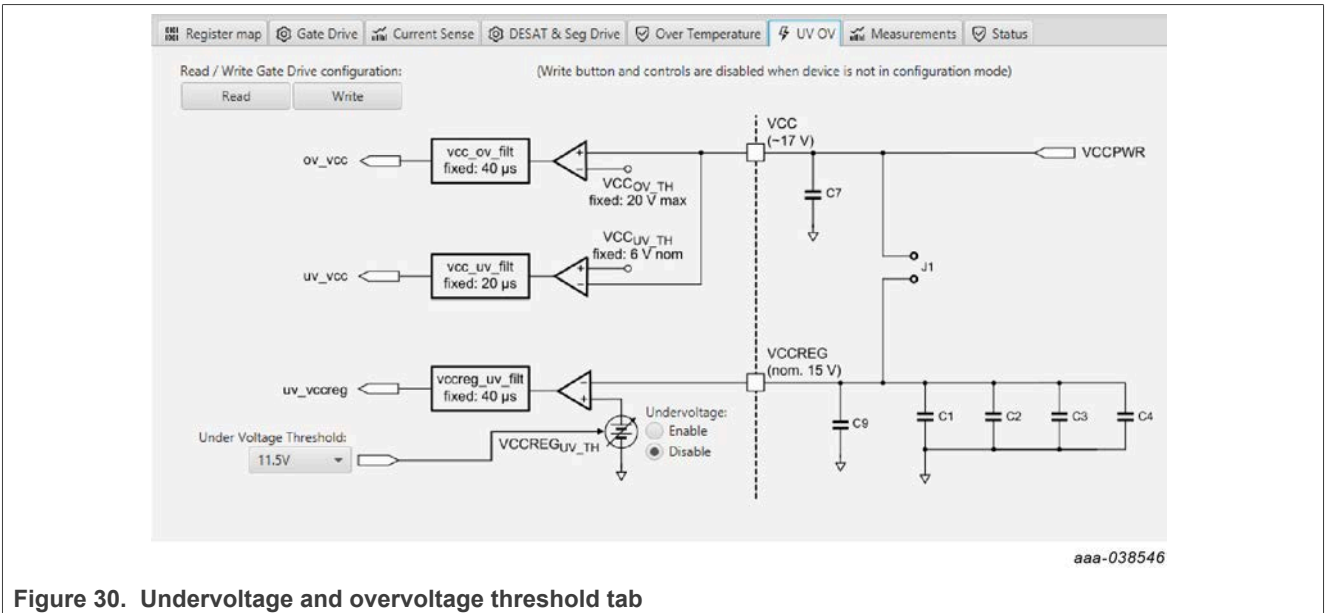 Register map
Gate Drive
Current Sense
DESAT & Seg Drive
Over Temperature
UV OV
Measurements
Status
Read / Write Gate Drive configuration:
(Write button and controls are disabled when device is not in configuration mode)
Read
Write
VCC
(~17 V)
ov_vcc
vcc_ov_filt
fixed: 40 µs
+
−
VCCOV_TH
fixed: 20 V max
VCCPWR
C7
VCCUV_TH
fixed: 6 V nom
uv_vcc
vcc_uv_filt
fixed: 20 µs
+
−
J1
VCCREG
(nom. 15 V)
uv_vccreg
vccreg_uv_filt
fixed: 40 µs
−
+
Undervoltage:
Enable
Disable
Under Voltage Threshold:
11.5V
VCCREGUV_TH
C9
C1
C2
C3
C4
aaa-038546
Figure 30. Undervoltage and overvoltage threshold tab